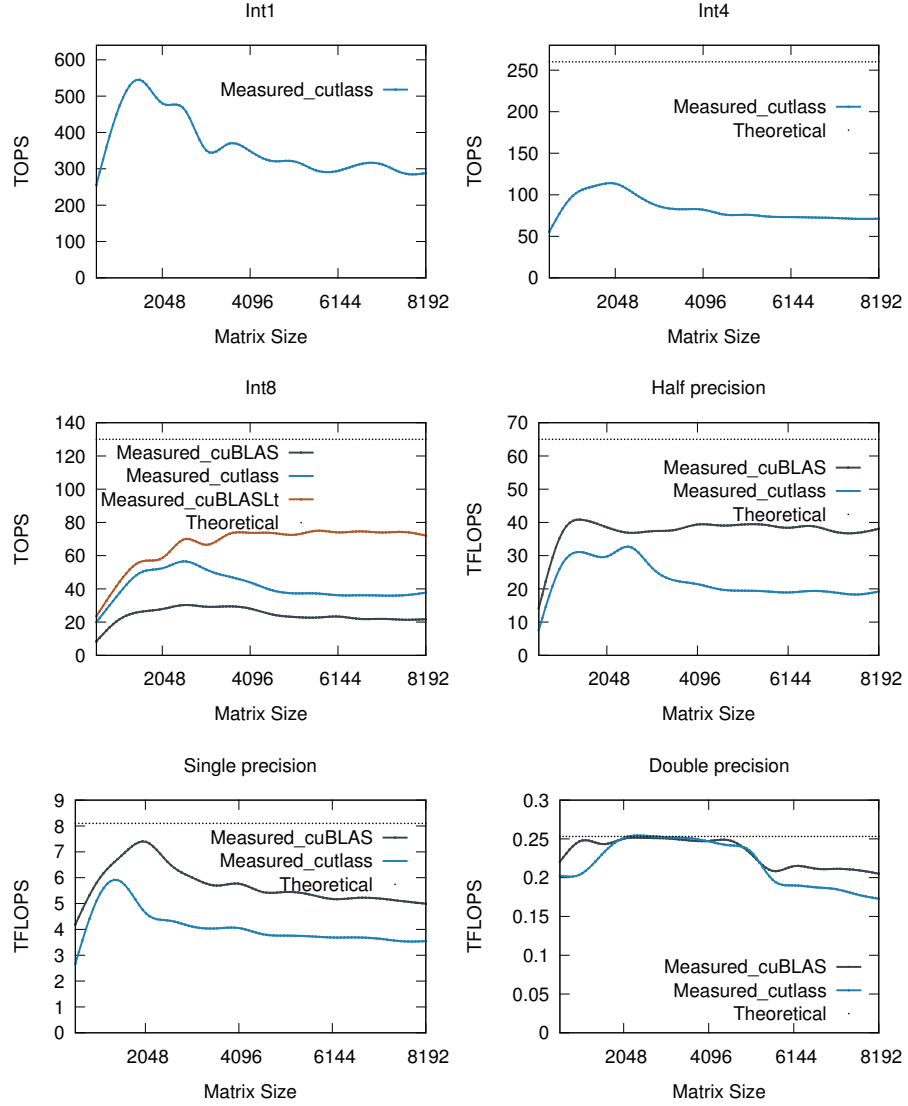 Int1
600
500
400
300
200
100
0
TOPS
Measured_cutlass
2048 4096 6144 8192
Matrix Size
Int4
250
200
150
100
50
0
TOPS
Measured_cutlass
Theoretical
2048 4096 6144 8192
Matrix Size
Int8
140
120
100
80
60
40
20
0
TOPS
Measured_cuBLAS
Measured_cutlass
Measured_cuBLASLt
Theoretical
2048 4096 6144 8192
Matrix Size
Half precision
70
60
50
40
30
20
10
0
TFLOPS
Measured_cuBLAS
Measured_cutlass
Theoretical
2048 4096 6144 8192
Matrix Size
Single precision
9
8
7
6
5
4
3
2
1
0
TFLOPS
Measured_cuBLAS
Measured_cutlass
Theoretical
2048 4096 6144 8192
Matrix Size
Double precision
0.3
0.25
0.2
0.15
0.1
0.05
0
TFLOPS
Measured_cuBLAS
Measured_cutlass
Theoretical
2048 4096 6144 8192
Matrix Size